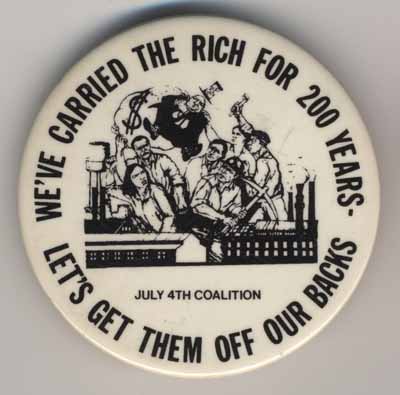 WE'VE CARRIED THE RICH FOR 200 YEARS-
LET'S GET THEM OFF OUR BACKS
$
JULY 4TH COALITION